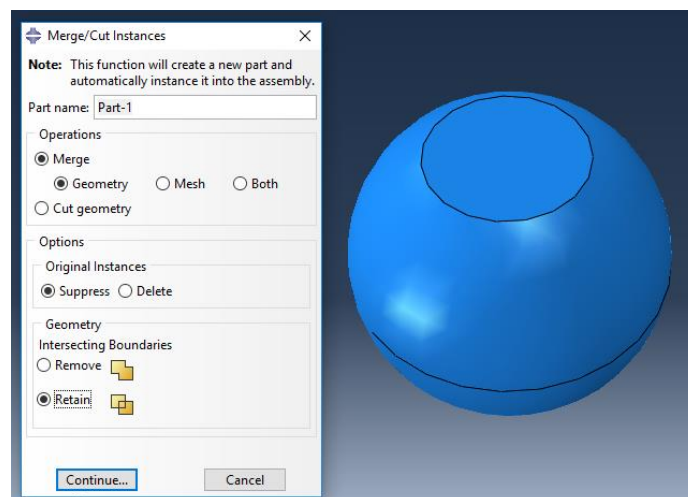 Merge/Cut Instances
Note: This function will create a new part and
automatically instance it into the assembly.
Part name: Part-1
Operations
Merge
Geometry Mesh Both
Cut geometry
Options
Original Instances
Suppress Delete
Geometry
Intersecting Boundaries
Remove
Retain
Continue... Cancel